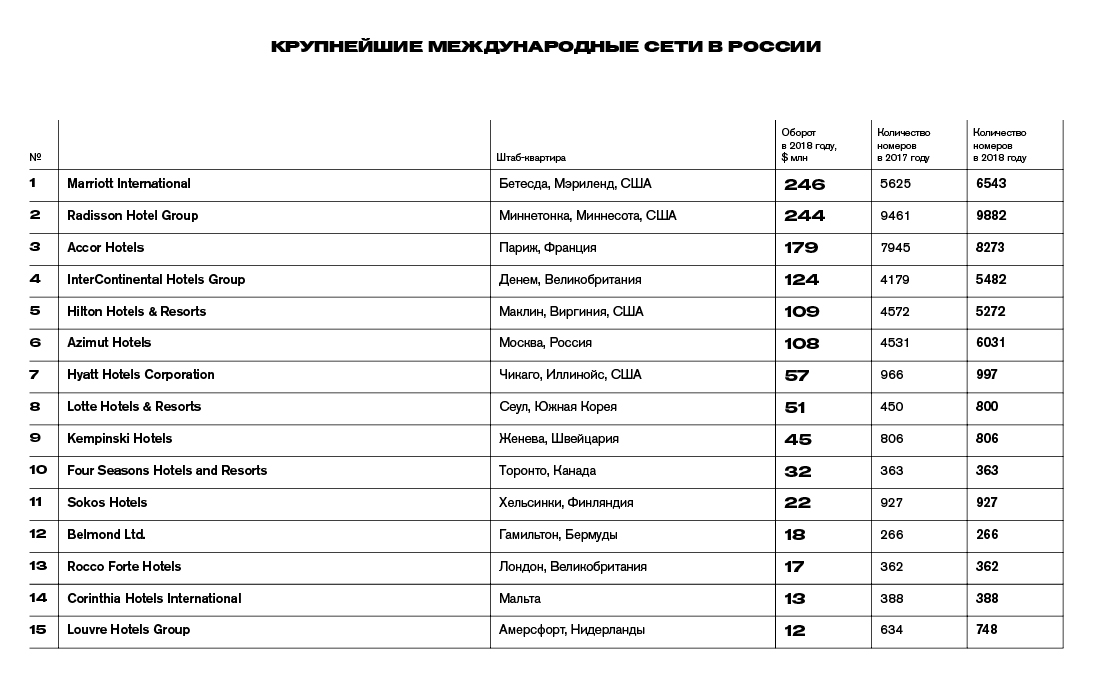 КРУПНЕЙШИЕ МЕЖДУНАРОДНЫЕ СЕТИ В РОССИИ
№ Штаб-квартира Оборот в 2018 году, $ млн Количество номеров в 2017 году Количество номеров в 2018 году
1 Marriott International Бетесда, Мэриленд, США 246 5625 6543
2 Radisson Hotel Group Миннетонка, Миннесота, США 244 9461 9882
3 Accor Hotels Париж, Франция 179 7945 8273
4 InterContinental Hotels Group Денем, Великобритания 124 4179 5482
5 Hilton Hotels & Resorts Маклин, Виргиния, США 109 4572 5272
6 Azimut Hotels Москва, Россия 108 4531 6031
7 Hyatt Hotels Corporation Чикаго, Иллинойс, США 57 966 997
8 Lotte Hotels & Resorts Сеул, Южная Корея 51 450 800
9 Kempinski Hotels Женева, Швейцария 45 806 806
10 Four Seasons Hotels and Resorts Торонто, Канада 32 363 363
11 Sokos Hotels Хельсинки, Финляндия 22 927 927
12 Belmond Ltd. Гамильтон, Бермуды 18 266 266
13 Rocco Forte Hotels Лондон, Великобритания 17 362 362
14 Corinthia Hotels International Мальта 13 388 388
15 Louvre Hotels Group Амерсфорт, Нидерланды 12 634 748